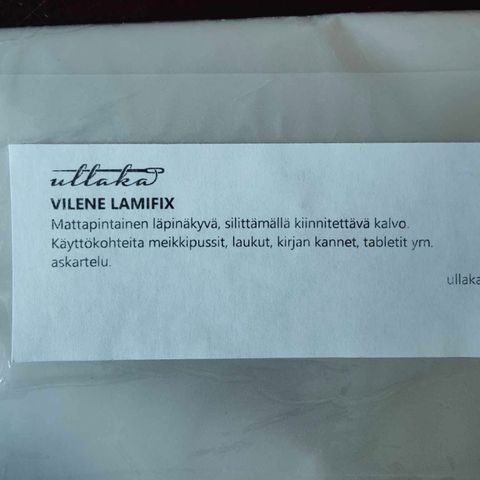 ullaka
VILENE LAMIFIX
Mattapintainen läpinäkyvä, silittämällä kiinnitettävä kalvo.
Käyttökohteita meikkipussit, laukut, kirjan kannet, tabletit ym.
askartelu.
ullaka